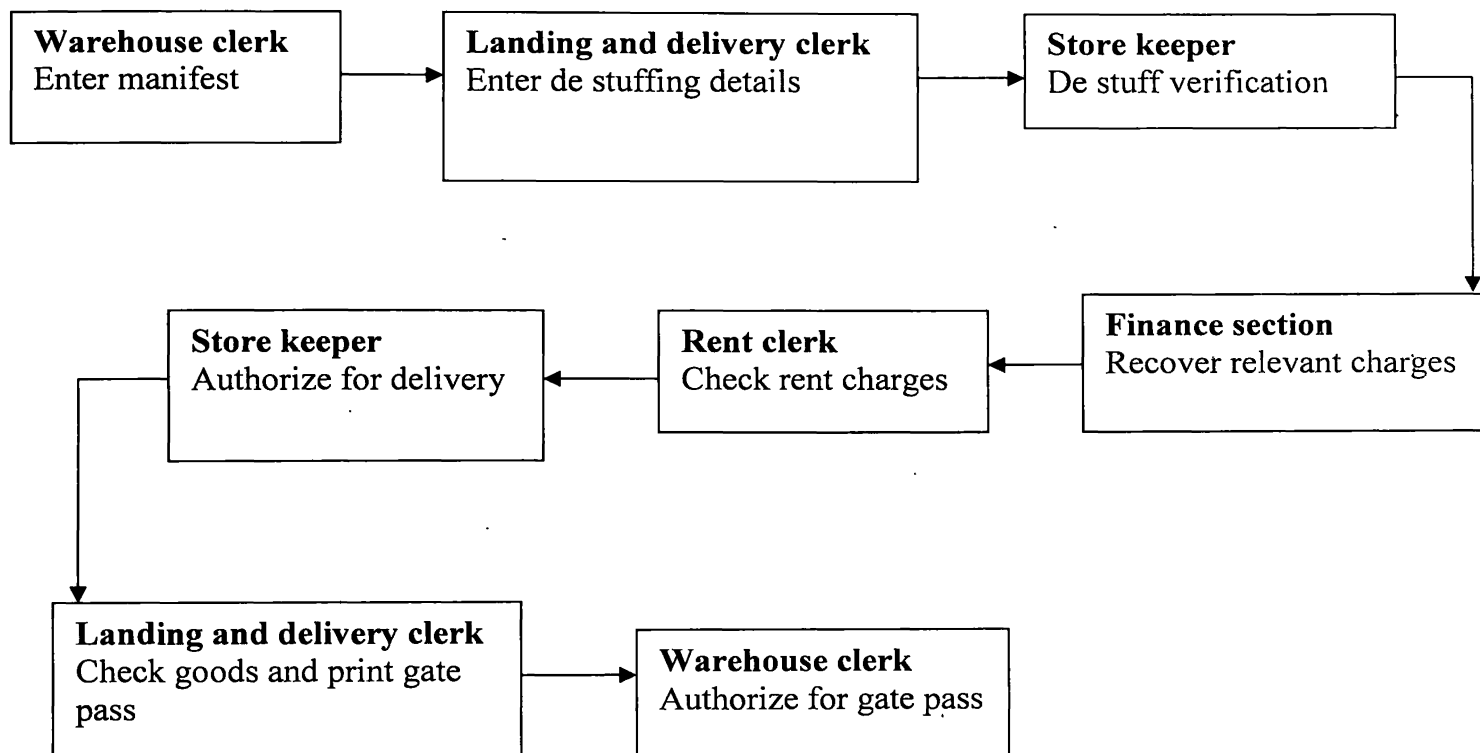 Warehouse clerk
Enter manifest
Landing and delivery clerk
Enter de stuffing details
Store keeper
De stuff verification
Finance section
Recover relevant charges
Rent clerk
Check rent charges
Store keeper
Authorize for delivery
Landing and delivery clerk
Check goods and print gate
pass
Warehouse clerk
Authorize for gate pass